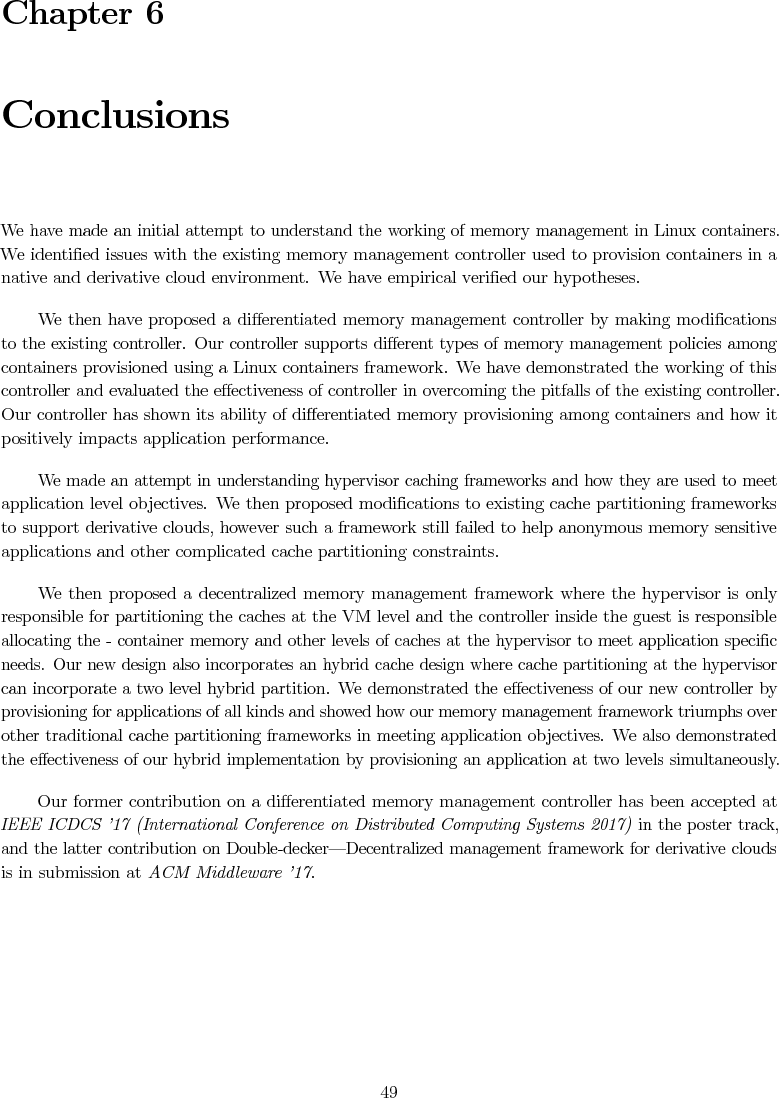 Chapter 6
Conclusions
We have made an initial attempt to understand the working of memory management in Linux containers.
We identified issues with the existing memory management controller used to provision containers in a
native and derivative cloud environment. We have empirical verified our hypotheses.
We then have proposed a differentiated memory management controller by making modifications
to the existing controller. Our controller supports different types of memory management policies among
containers provisioned using a Linux containers framework. We have demonstrated the working of this
controller and evaluated the effectiveness of controller in overcoming the pitfalls of the existing controller.
Our controller has shown its ability of differentiated memory provisioning among containers and how it
positively impacts application performance.
We made an attempt in understanding hypervisor caching frameworks and how they are used to meet
application level objectives. We then proposed modifications to existing cache partitioning frameworks
to support derivative clouds, however such a framework still failed to help anonymous memory sensitive
applications and other complicated cache partitioning constraints.
We then proposed a decentralized memory management framework where the hypervisor is only
responsible for partitioning the caches at the VM level and the controller inside the guest is responsible
allocating the - container memory and other levels of caches at the hypervisor to meet application specific
needs. Our new design also incorporates an hybrid cache design where cache partitioning at the hypervisor
can incorporate a two level hybrid partition. We demonstrated the effectiveness of our new controller by
provisioning for applications of all kinds and showed how our memory management framework triumphs over
other traditional cache partitioning frameworks in meeting application objectives. We also demonstrated
the effectiveness of our hybrid implementation by provisioning an application at two levels simultaneously.
Our former contribution on a differentiated memory management controller has been accepted at
IEEE ICDCS '17 (International Conference on Distributed Computing Systems 2017) in the poster track,
and the latter contribution on Double-decker—Decentralized management framework for derivative clouds
is in submission at ACM Middleware '17.
49